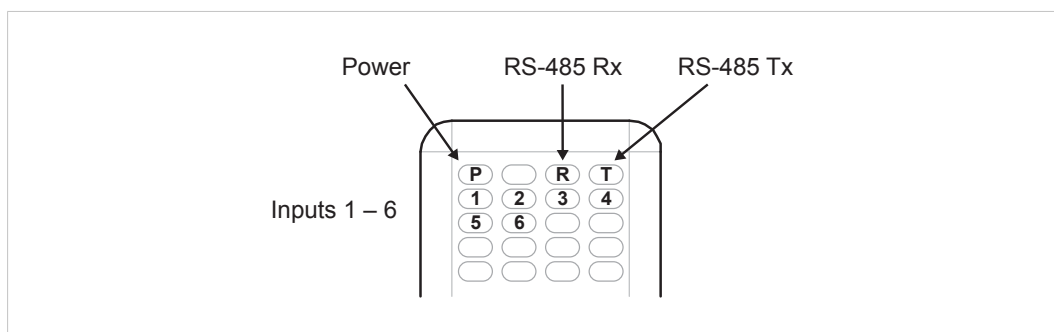 Power RS-485 Rx RS-485 Tx
P R T
Inputs 1 – 6
1 2 3 4
5 6